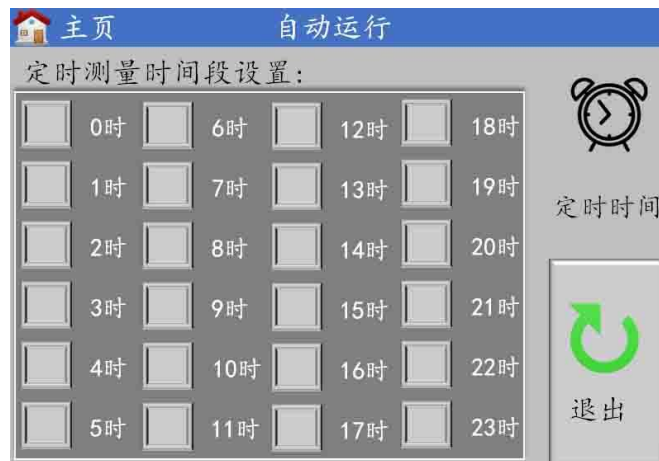 主页 自动运行
定时测量时间段设置:
0时 6时 12时 18时
1时 7时 13时 19时
2时 8时 14时 20时
3时 9时 15时 21时
4时 10时 16时 22时
5时 11时 17时 23时
定时时间
退出